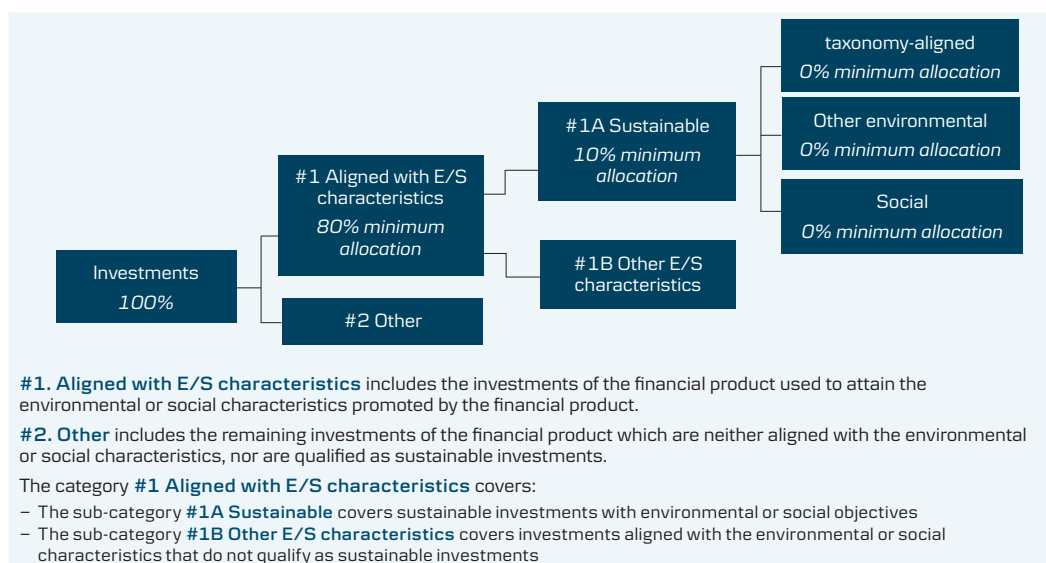 taxonomy-aligned
0% minimum allocation
Other environmental
0% minimum allocation
Social
0% minimum allocation
#1A Sustainable
10% minimum
allocation
#1 Aligned with E/S
characteristics
80% minimum
allocation
#1B Other E/S
characteristics
Investments
100%
#2 Other
#1. Aligned with E/S characteristics includes the investments of the financial product used to attain the
environmental or social characteristics promoted by the financial product.
#2. Other includes the remaining investments of the financial product which are neither aligned with the environmental
or social characteristics, nor are qualified as sustainable investments.
The category #1 Aligned with E/S characteristics covers:
– The sub-category #1A Sustainable covers sustainable investments with environmental or social objectives
– The sub-category #1B Other E/S characteristics covers investments aligned with the environmental or social
characteristics that do not qualify as sustainable investments